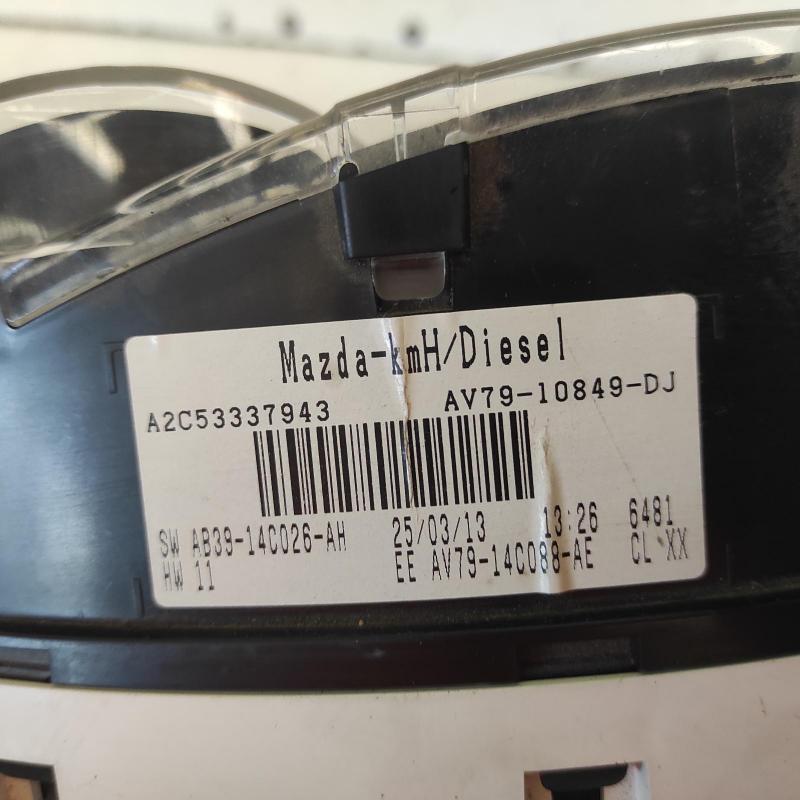 Mazda-kmH/Diesel
A2C53337943 AV79-10849-DJ
SW AB39-14C026-AH 25/03/13 13:26 6481
HW 11 EE AV79-14C088-AE CL XX